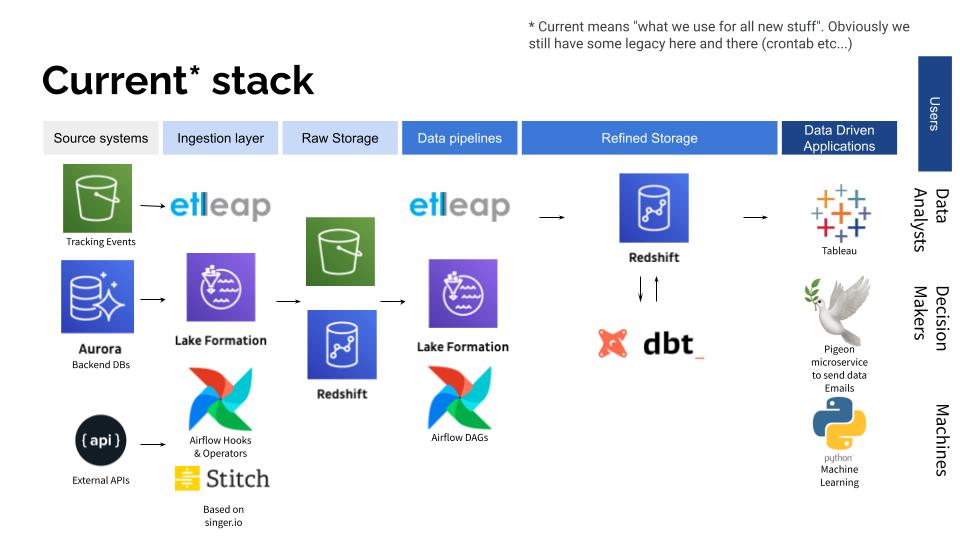 * Current means "what we use for all new stuff". Obviously we
still have some legacy here and there (crontab etc...)
Current* stack
Users
Source systems
Ingestion layer
Raw Storage
Data pipelines
Refined Storage
Data Driven
Applications
Tracking Events
etleap
etleap
Redshift
Tableau
Data
Analysts
Aurora
Backend DBs
Lake Formation
Redshift
Lake Formation
dbt_
Pigeon
microservice
to send data
Emails
Decision
Makers
{ api }
External APIs
Airflow Hooks
& Operators
Stitch
Based on
singer.io
Airflow DAGs
python
Machine
Learning
Machines